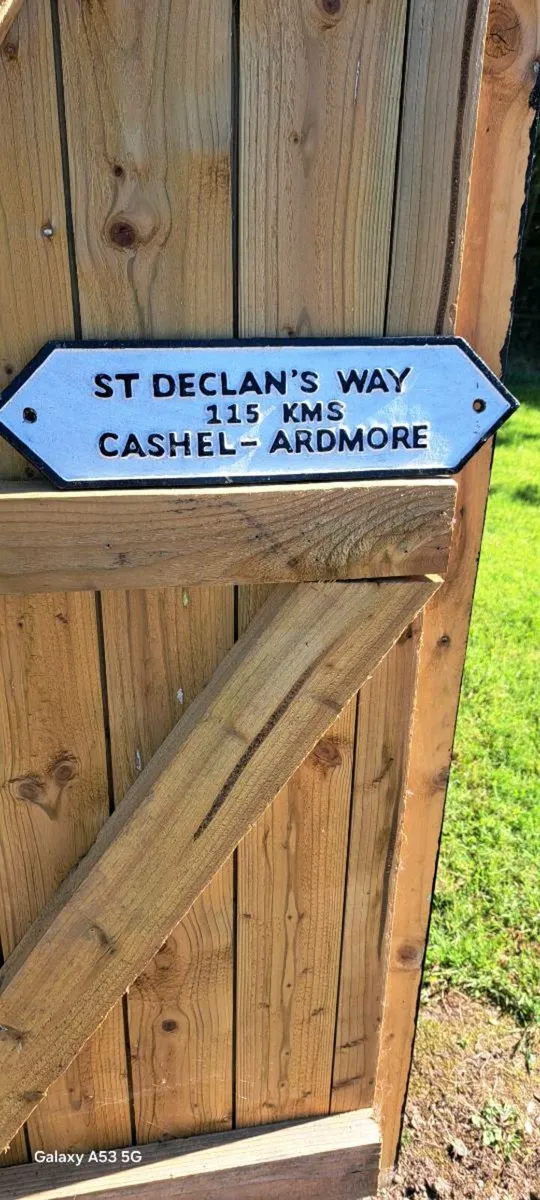 ST DECLAN'S WAY
115 KMS
CASHEL- ARDMORE
Galaxy A53 5G